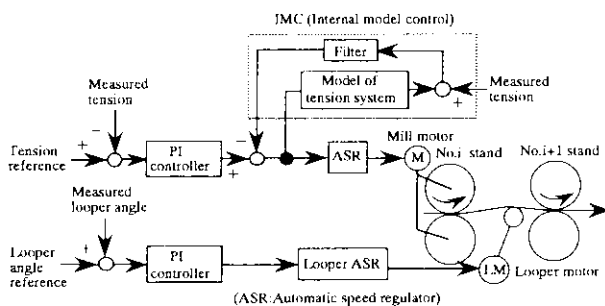 IMC (Internal model control)
Filter
Model of
tension system
Measured
tension
+
Measured
tension
−
+
Tension
reference
PI
controller
−
+
ASR
Mill motor
M
No.i stand
No.i+1 stand
Measured
looper angle
+
Looper
angle
reference
PI
controller
Looper ASR
LM
Looper motor
(ASR:Automatic speed regulator)